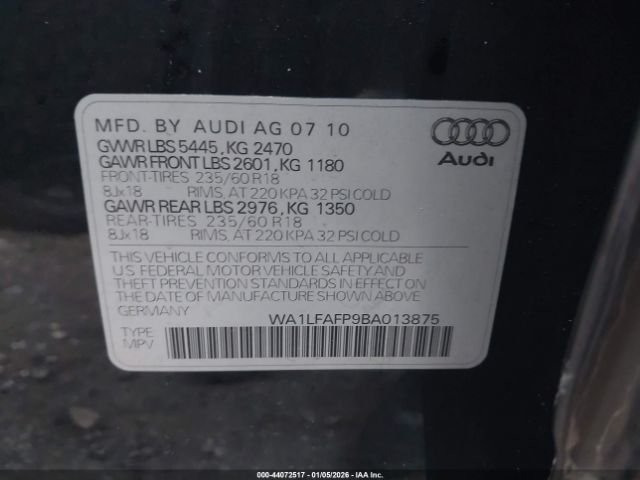 MFD. BY AUDI AG 07 10
GVWR LBS 5445, KG 2470
GAWR FRONT LBS 2601, KG 1180
FRONT-TIRES 235/60 R18
8Jx18 RIMS, AT 220 KPA 32 PSI COLD
GAWR REAR LBS 2976, KG 1350
REAR-TIRES 235/60 R18
8Jx18 RIMS, AT 220 KPA 32 PSI COLD
Audi
THIS VEHICLE CONFORMS TO ALL APPLICABLE
U.S. FEDERAL MOTOR VEHICLE SAFETY AND
THEFT PREVENTION STANDARDS IN EFFECT ON
THE DATE OF MANUFACTURE SHOWN ABOVE.
GERMANY WA1LFAFP9BA013875
TYPE
MPV
000-44072517 - 01/05/2026 - COPYRIGHT IAA, LLC.